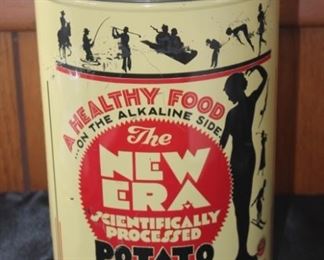 A HEALTHY FOOD
...ON THE ALKALINE SIDE
The
NEW
ERA
SCIENTIFICALLY
PROCESSED
POTATO